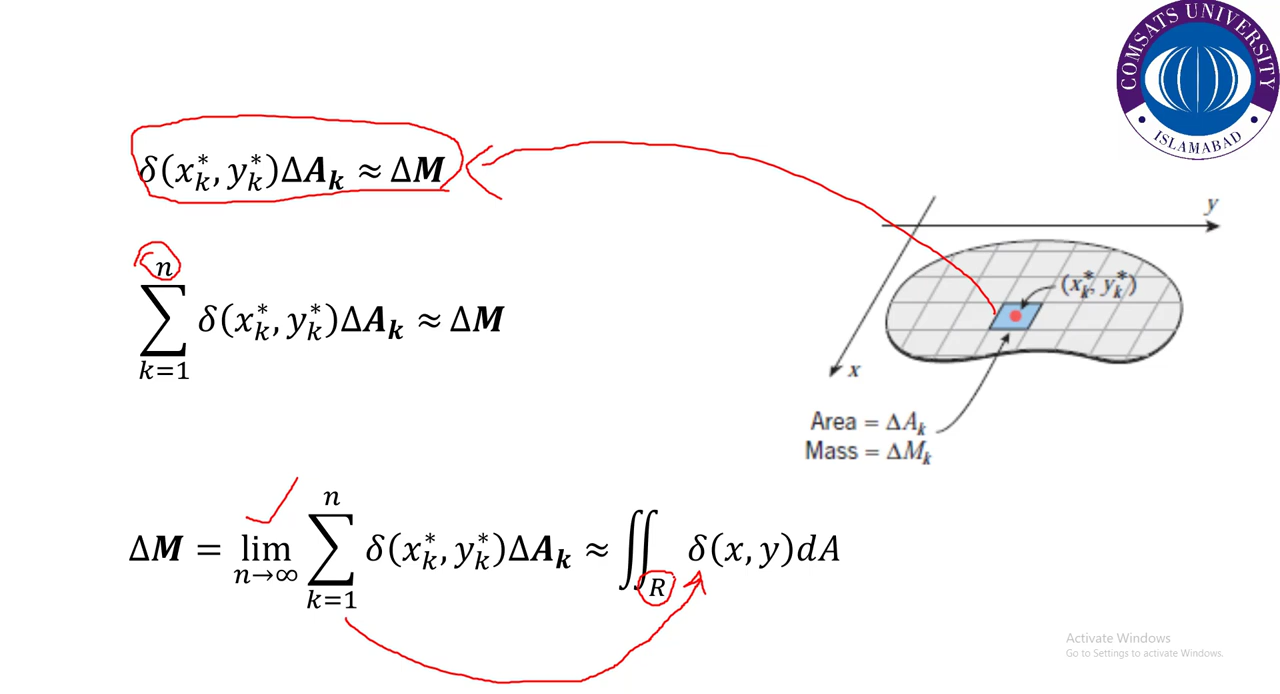 COMSATS UNIVERSITY
ISLAMABAD
δ(x*k, y*k)ΔAk ≈ ΔM
n
∑ δ(x*k, y*k)ΔAk ≈ ΔM
k=1
y
(x*k, y*k)
x
Area = ΔAk
Mass = ΔMk
n
ΔM = lim ∑ δ(x*k, y*k)ΔAk ≈ ∬R δ(x, y)dA
n→∞ k=1
Activate Windows
Go to Settings to activate Windows.